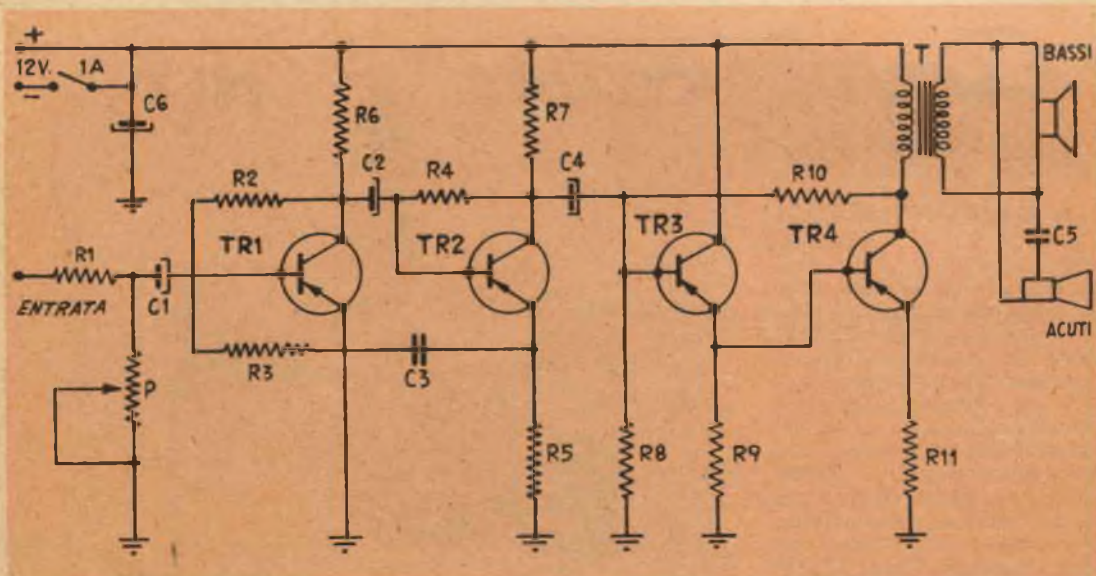 +
12V. 1A
-
C6
R6
R7
T
BASSI
C2
C4
R2
R4
R10
TR1
TR2
TR3
TR4
R1
C5
ENTRATA
C1
ACUTI
R3
C3
P
R5
R8
R9
R11